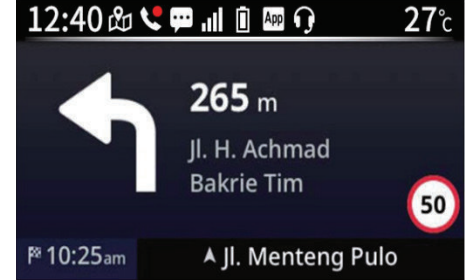 12:40 App 27°c
265 m
Jl. H. Achmad
Bakrie Tim
50
10:25am Jl. Menteng Pulo